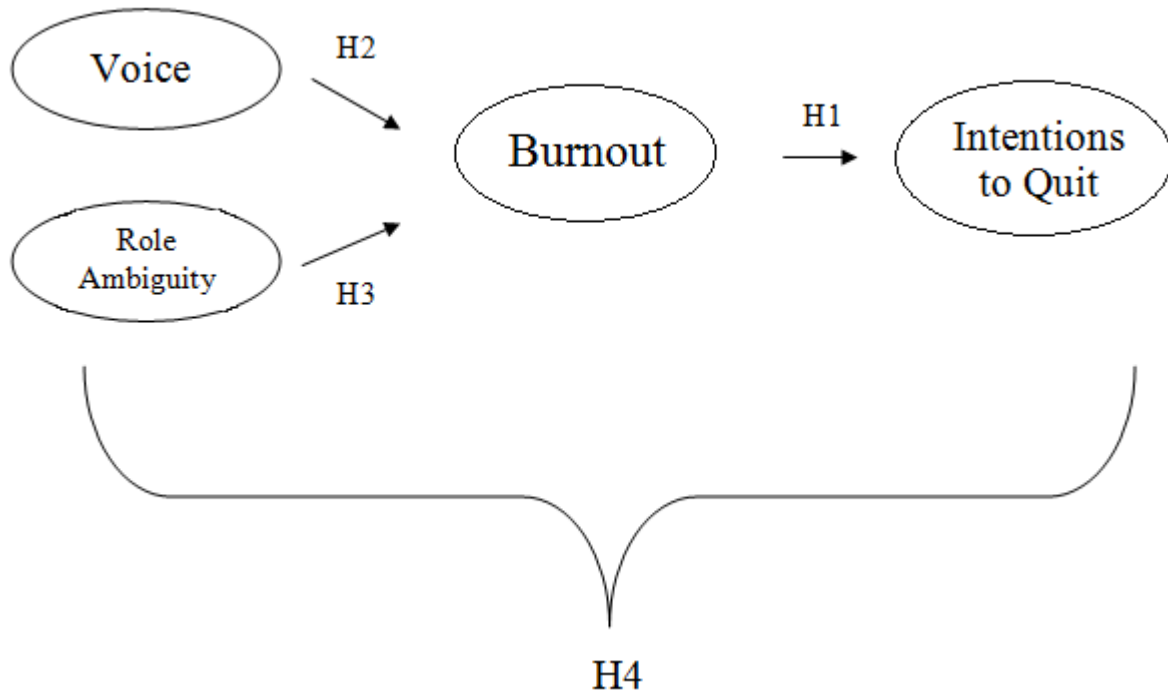 Voice
H2
Role
Ambiguity
H3
Burnout
H1
Intentions
to Quit
H4